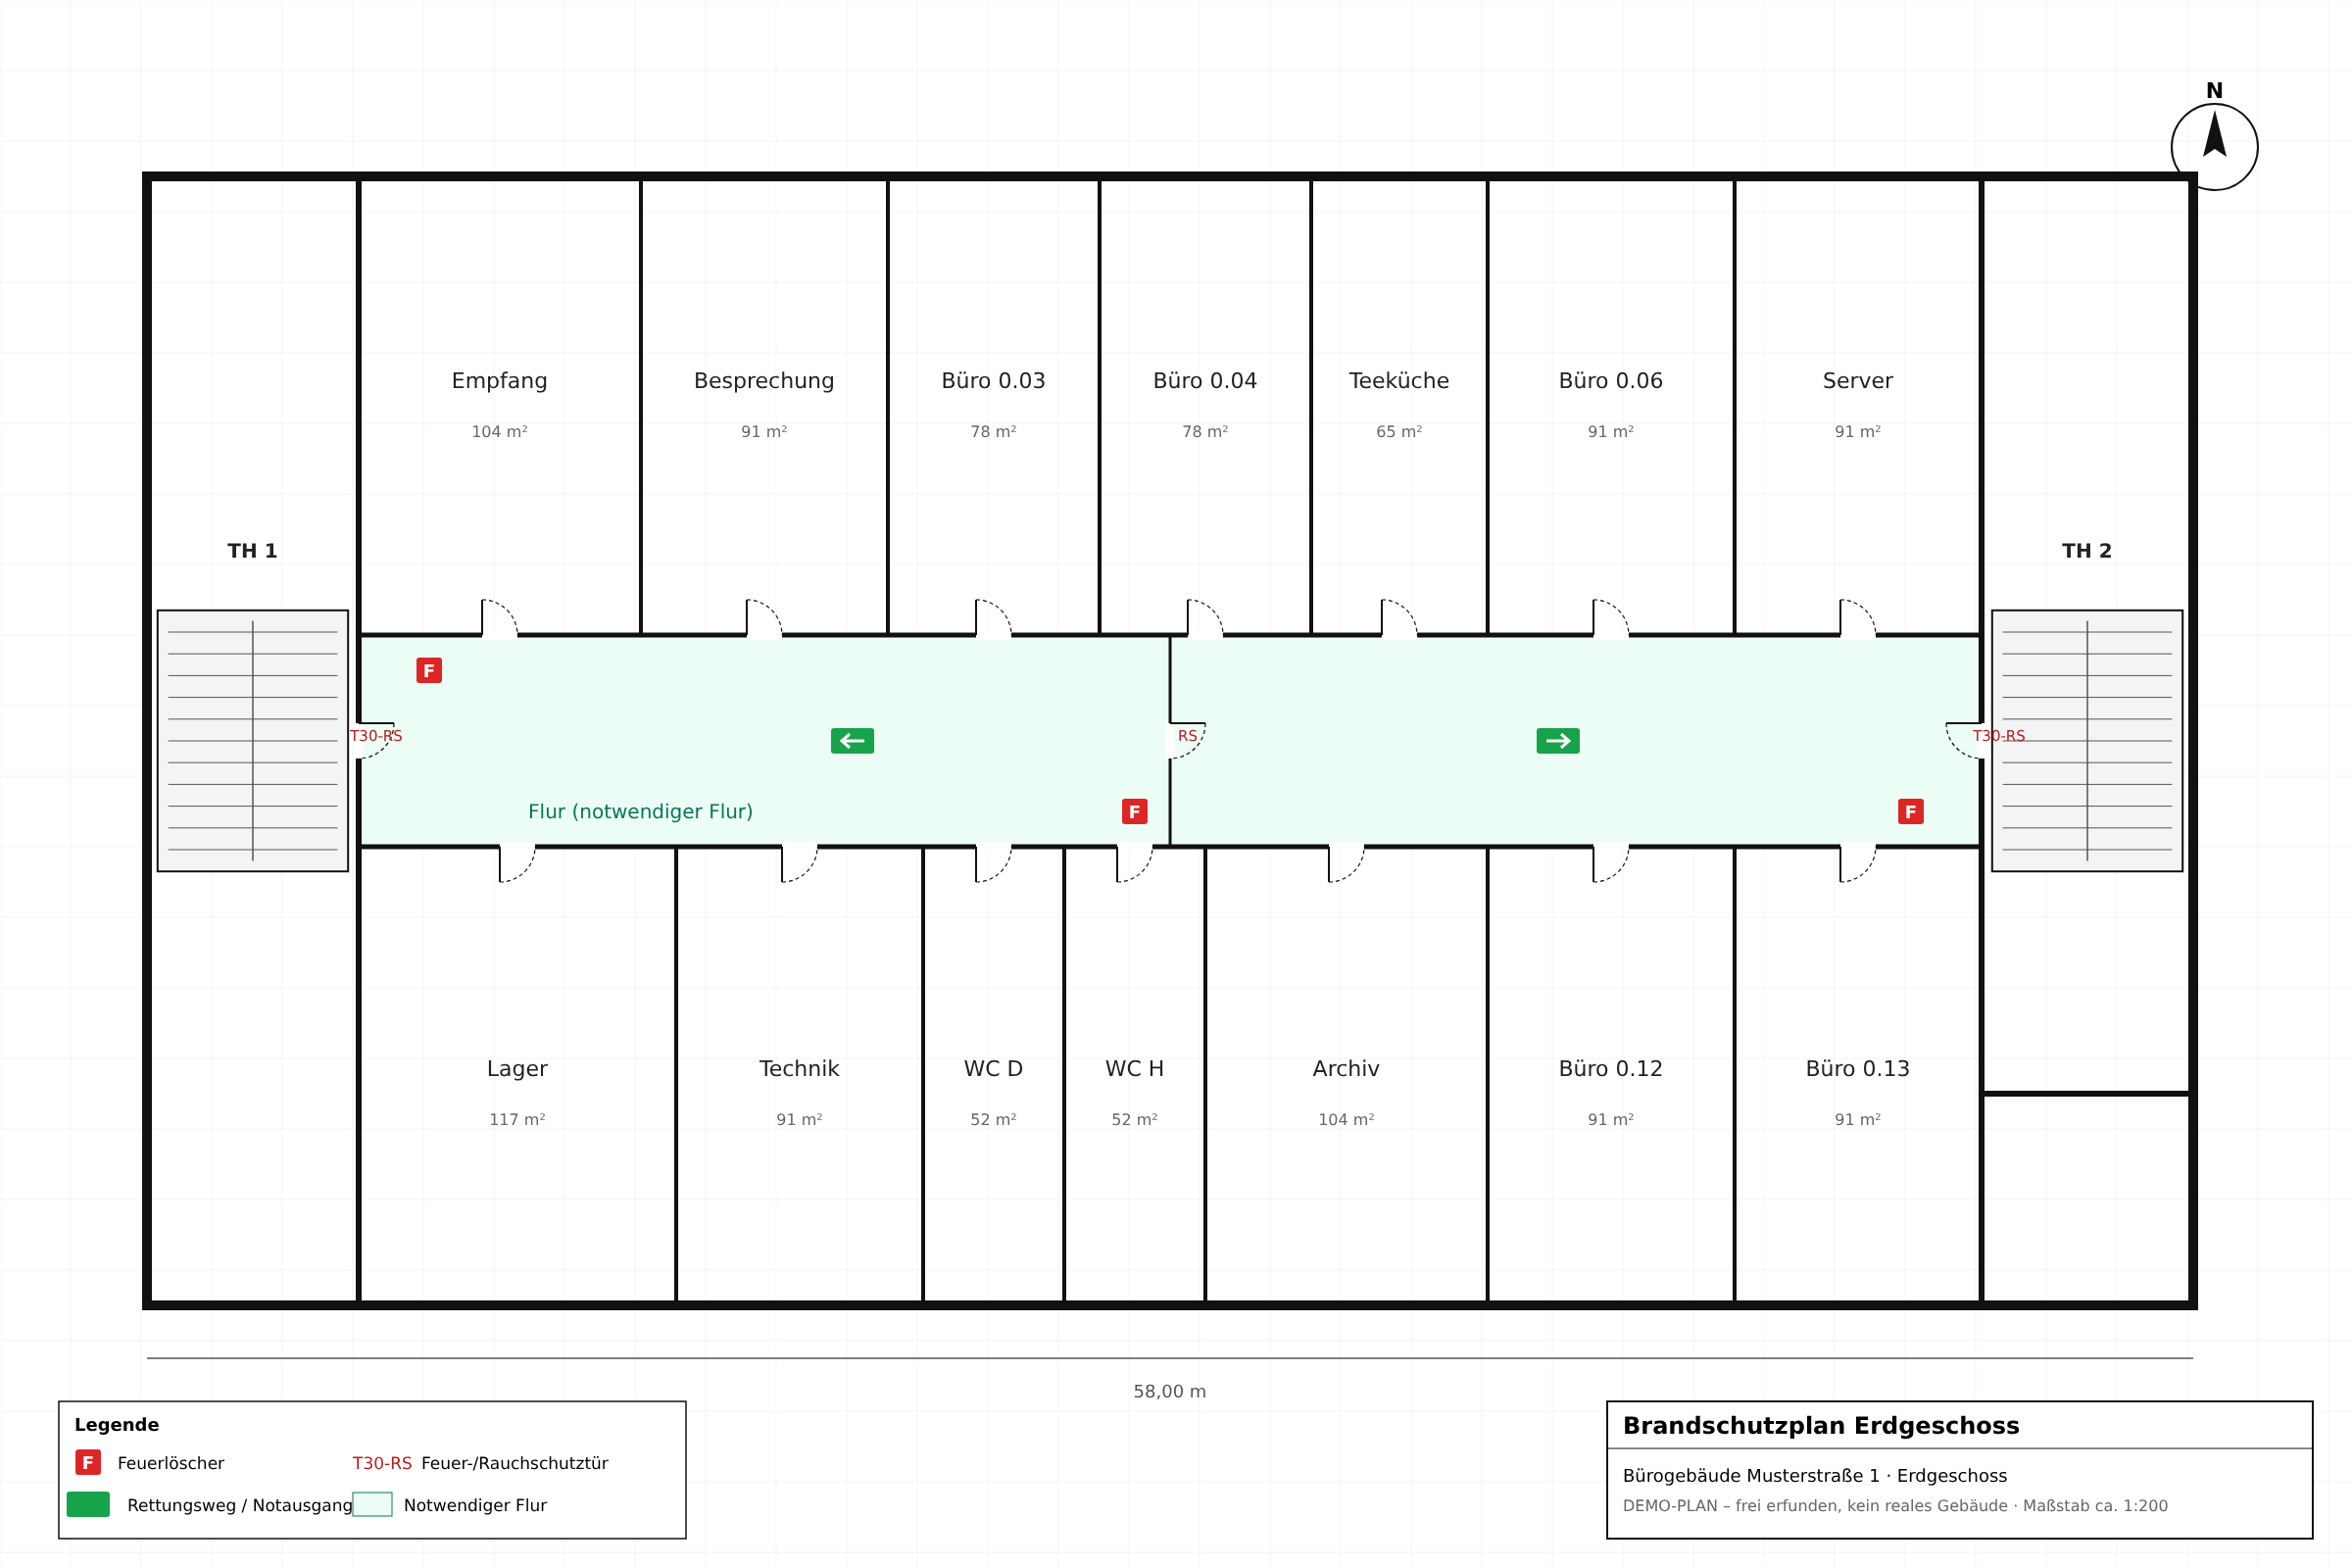 N
Empfang
104 m²
Besprechung
91 m²
Büro 0.03
78 m²
Büro 0.04
78 m²
Teeküche
65 m²
Büro 0.06
91 m²
Server
91 m²
TH 1
TH 2
F
T30-RS
RS
T30-RS
Flur (notwendiger Flur)
F
F
Lager
117 m²
Technik
91 m²
WC D
52 m²
WC H
52 m²
Archiv
104 m²
Büro 0.12
91 m²
Büro 0.13
91 m²
58,00 m
Legende
F Feuerlöscher
T30-RS Feuer-/Rauchschutztür
Rettungsweg / Notausgang
Notwendiger Flur
Brandschutzplan Erdgeschoss
Bürogebäude Musterstraße 1 · Erdgeschoss
DEMO-PLAN – frei erfunden, kein reales Gebäude · Maßstab ca. 1:200